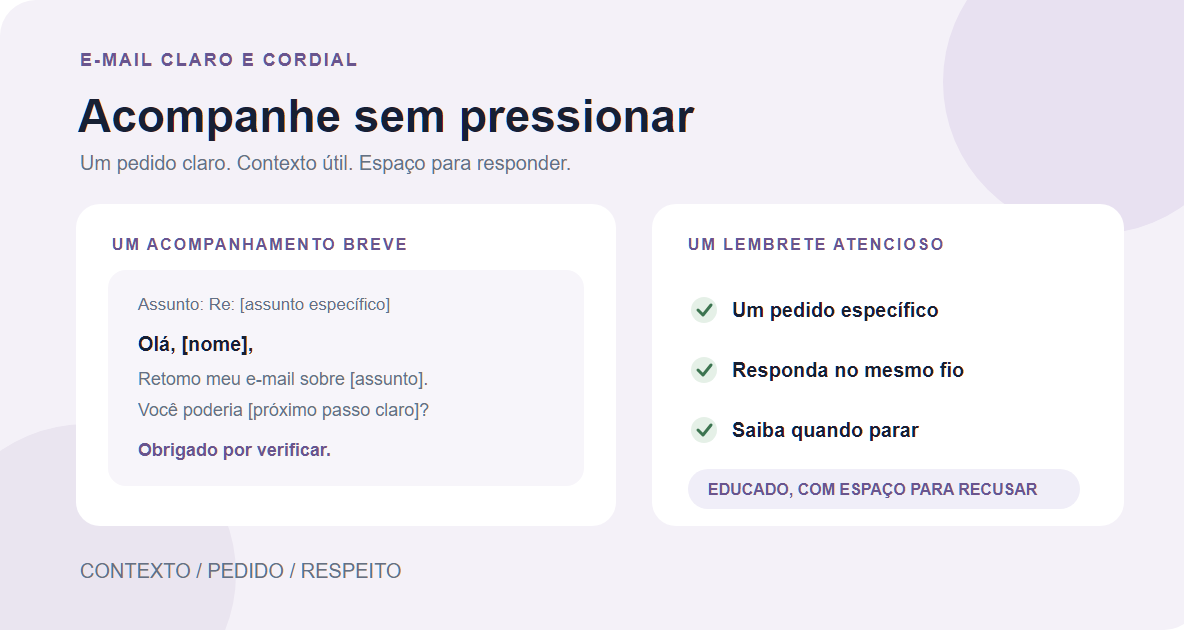 E-MAIL CLARO E CORDIAL
Acompanhe sem pressionar
Um pedido claro. Contexto útil. Espaço para responder.
UM ACOMPANHAMENTO BREVE
Assunto: Re: [assunto específico]
Olá, [nome],
Retomo meu e-mail sobre [assunto].
Você poderia [próximo passo claro]?
Obrigado por verificar.
UM LEMBRETE ATENCIOSO
Um pedido específico
Responda no mesmo fio
Saiba quando parar
EDUCADO, COM ESPAÇO PARA RECUSAR
CONTEXTO / PEDIDO / RESPEITO